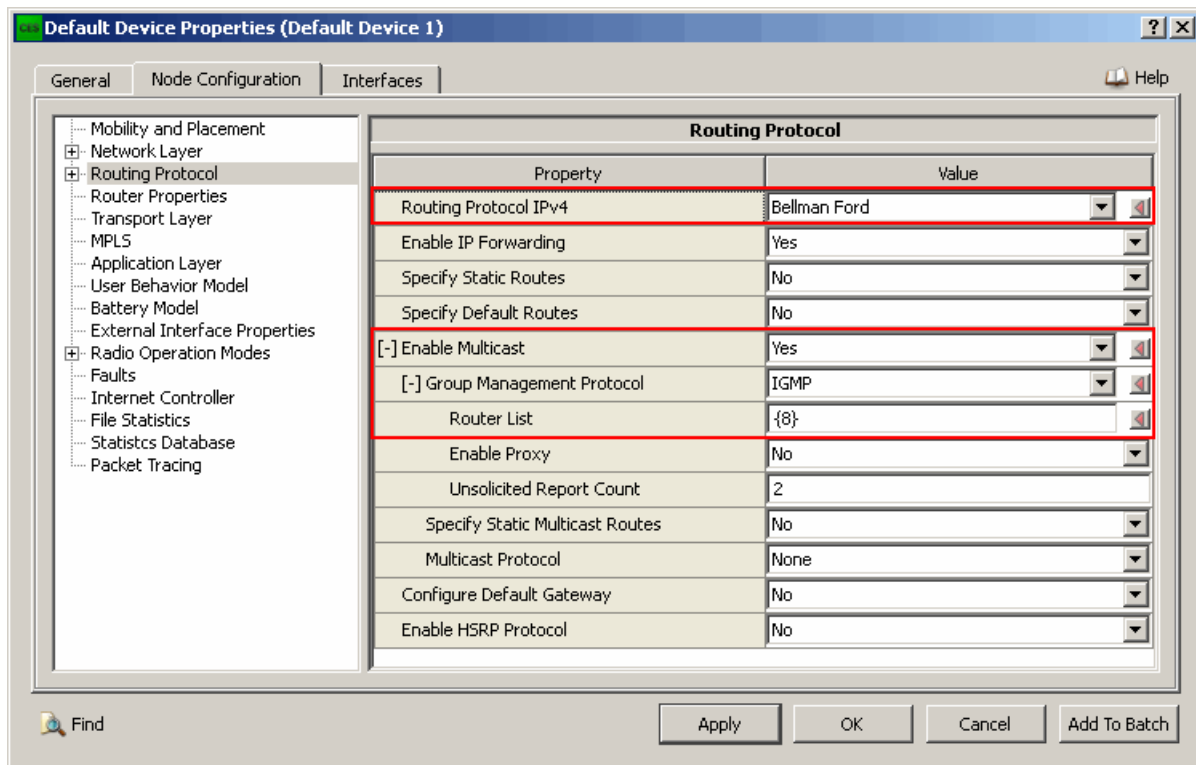 CES Default Device Properties (Default Device 1)
General Node Configuration Interfaces Help
Mobility and Placement
Network Layer
Routing Protocol
Router Properties
Transport Layer
MPLS
Application Layer
User Behavior Model
Battery Model
External Interface Properties
Radio Operation Modes
Faults
Internet Controller
File Statistics
Statistcs Database
Packet Tracing
Routing Protocol
Property Value
Routing Protocol IPv4 Bellman Ford
Enable IP Forwarding Yes
Specify Static Routes No
Specify Default Routes No
[-] Enable Multicast Yes
[-] Group Management Protocol IGMP
Router List {8}
Enable Proxy No
Unsolicited Report Count 2
Specify Static Multicast Routes No
Multicast Protocol None
Configure Default Gateway No
Enable HSRP Protocol No
Find Apply OK Cancel Add To Batch